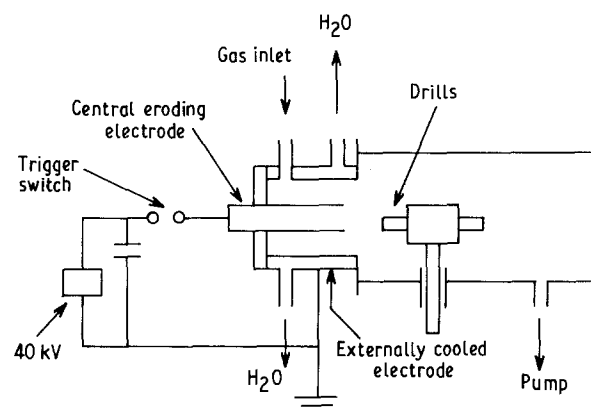 H2O
Gas inlet
Drills
Central eroding
electrode
Trigger
switch
40 kV
H2O
Externally cooled
electrode
Pump